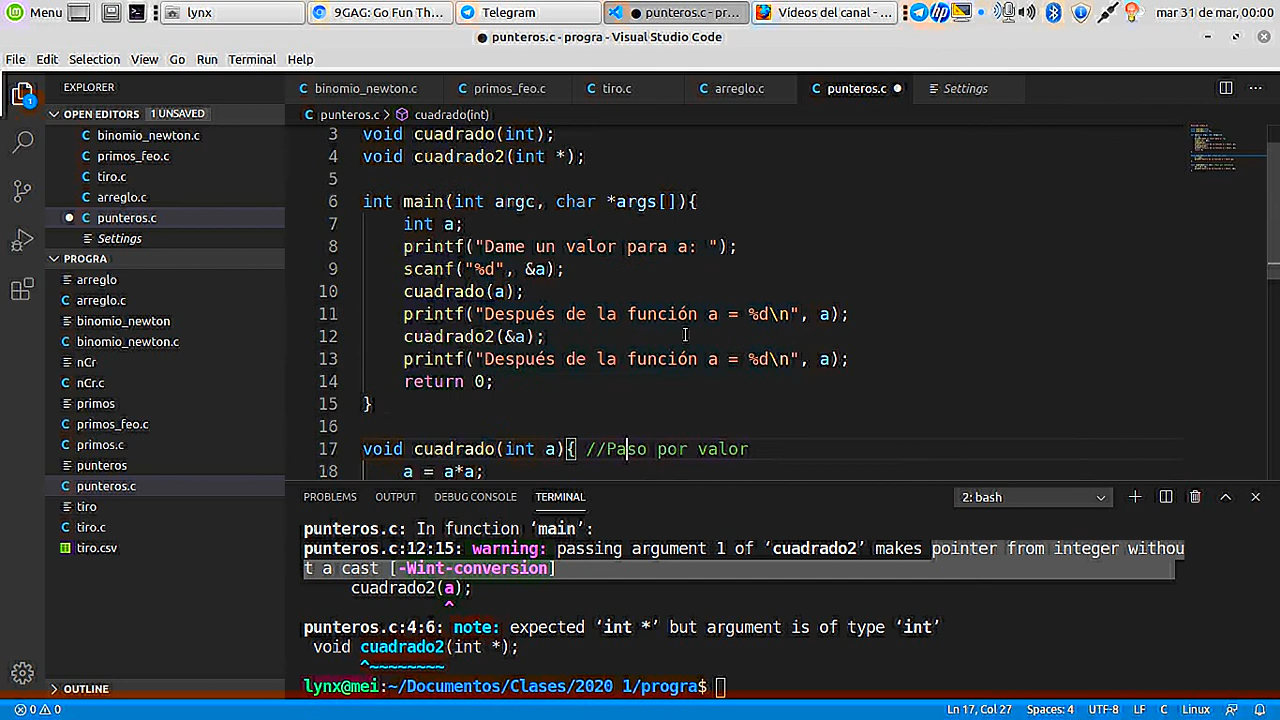 Menu lynx 9GAG: Go Fun Th... Telegram punteros.c - pr... Vídeos del canal - ... mar 31 de mar, 00:00
punteros.c - progra - Visual Studio Code
File Edit Selection View Go Run Terminal Help
EXPLORER
OPEN EDITORS 1 UNSAVED
binomio_newton.c
primos_feo.c
tiro.c
arreglo.c
punteros.c
Settings
PROGRA
arreglo
arreglo.c
binomio_newton
binomio_newton.c
nCr
nCr.c
primos
primos_feo.c
primos.c
punteros
punteros.c
tiro
tiro.c
tiro.csv
OUTLINE
binomio_newton.c primos_feo.c tiro.c arreglo.c punteros.c Settings
punteros.c > cuadrado(int)
3 void cuadrado(int);
4 void cuadrado2(int *);
5
6 int main(int argc, char *args[]){
7 int a;
8 printf("Dame un valor para a: ");
9 scanf("%d", &a);
10 cuadrado(a);
11 printf("Después de la función a = %d\n", a);
12 cuadrado2(&a);
13 printf("Después de la función a = %d\n", a);
14 return 0;
15 }
16
17 void cuadrado(int a){ //Paso por valor
18 a = a*a;
PROBLEMS OUTPUT DEBUG CONSOLE TERMINAL 2: bash
punteros.c: In function ‘main’:
punteros.c:12:15: warning: passing argument 1 of ‘cuadrado2’ makes pointer from integer withou
t a cast [-Wint-conversion]
cuadrado2(a);
^
punteros.c:4:6: note: expected ‘int *’ but argument is of type ‘int’
void cuadrado2(int *);
^~~~~~~~~
lynx@mei:~/Documentos/Clases/2020 1/progra$
0 0 Ln 17, Col 27 Spaces: 4 UTF-8 LF C Linux